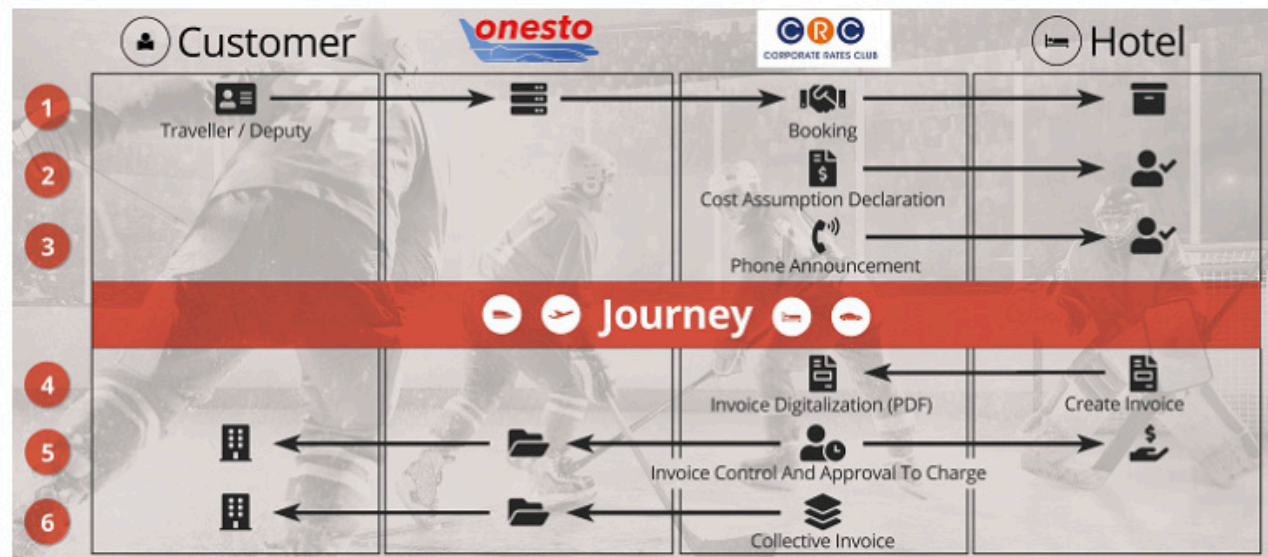 Customer
onesto
CRC
CORPORATE RATES CLUB
Hotel
1
Traveller / Deputy
Booking
2
$
Cost Assumption Declaration
3
Phone Announcement
Journey
4
Invoice Digitalization (PDF)
Create Invoice
5
$
Invoice Control And Approval To Charge
6
Collective Invoice